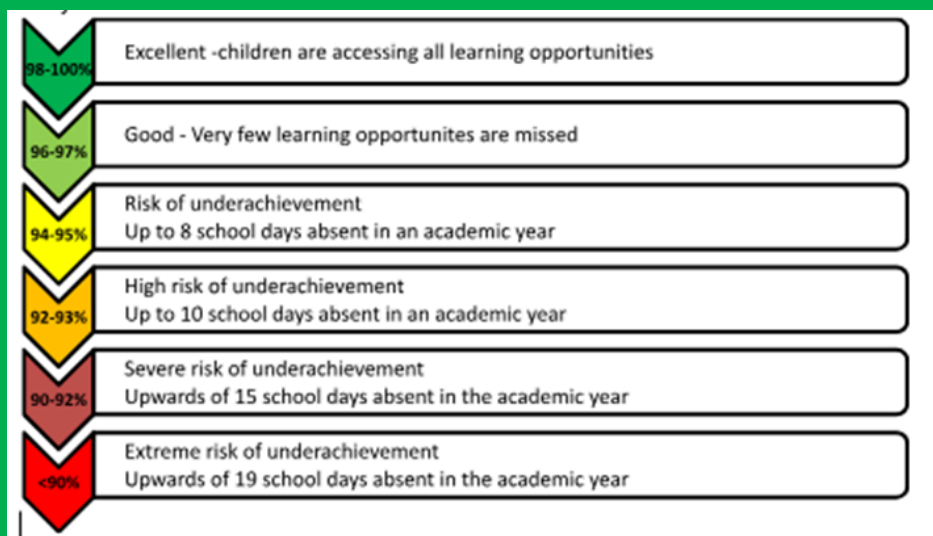 98-100%
Excellent -children are accessing all learning opportunities
96-97%
Good - Very few learning opportunites are missed
94-95%
Risk of underachievement
Up to 8 school days absent in an academic year
92-93%
High risk of underachievement
Up to 10 school days absent in an academic year
90-92%
Severe risk of underachievement
Upwards of 15 school days absent in the academic year
<90%
Extreme risk of underachievement
Upwards of 19 school days absent in the academic year